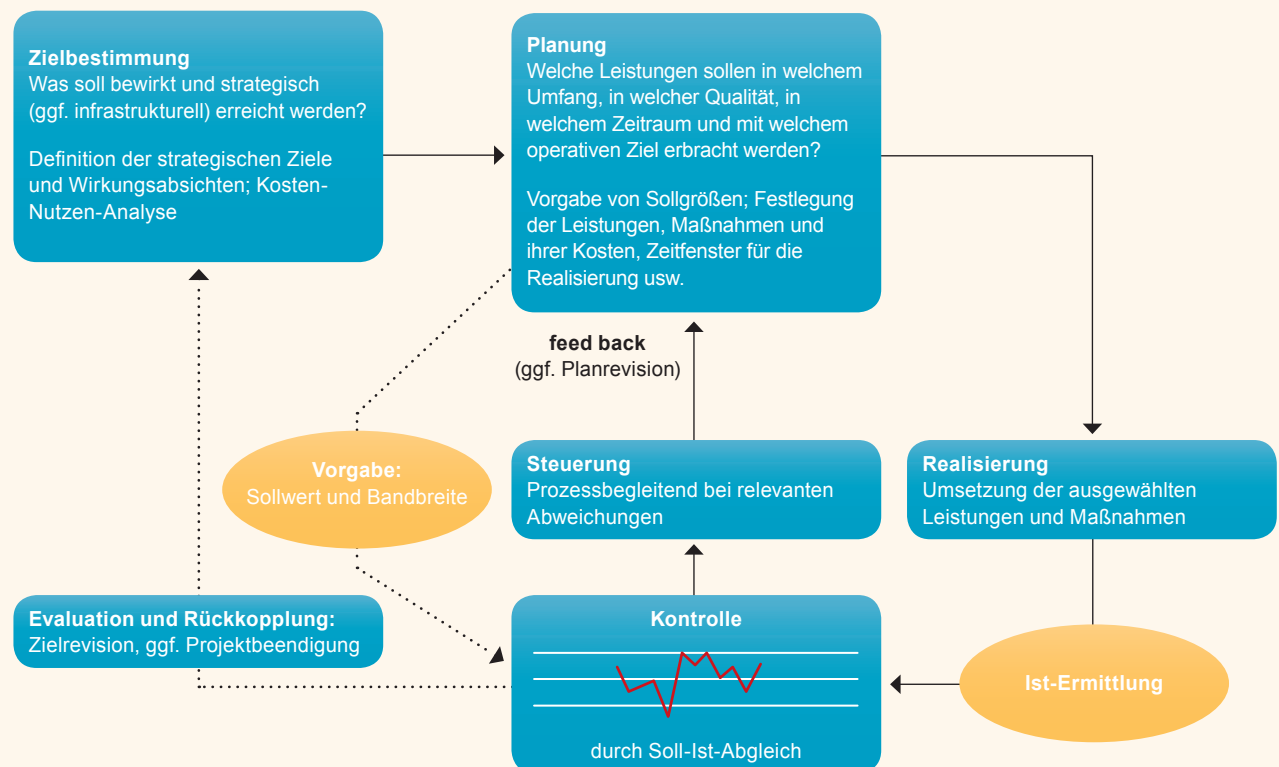 Zielbestimmung
Was soll bewirkt und strategisch
(ggf. infrastrukturell) erreicht werden?
Definition der strategischen Ziele
und Wirkungsabsichten; Kosten-
Nutzen-Analyse
Planung
Welche Leistungen sollen in welchem
Umfang, in welcher Qualität, in
welchem Zeitraum und mit welchem
operativen Ziel erbracht werden?
Vorgabe von Sollgrößen; Festlegung
der Leistungen, Maßnahmen und
ihrer Kosten, Zeitfenster für die
Realisierung usw.
feed back
(ggf. Planrevision)
Vorgabe:
Sollwert und Bandbreite
Steuerung
Prozessbegleitend bei relevanten
Abweichungen
Realisierung
Umsetzung der ausgewählten
Leistungen und Maßnahmen
Evaluation und Rückkopplung:
Zielrevision, ggf. Projektbeendigung
Kontrolle
durch Soll-Ist-Abgleich
Ist-Ermittlung